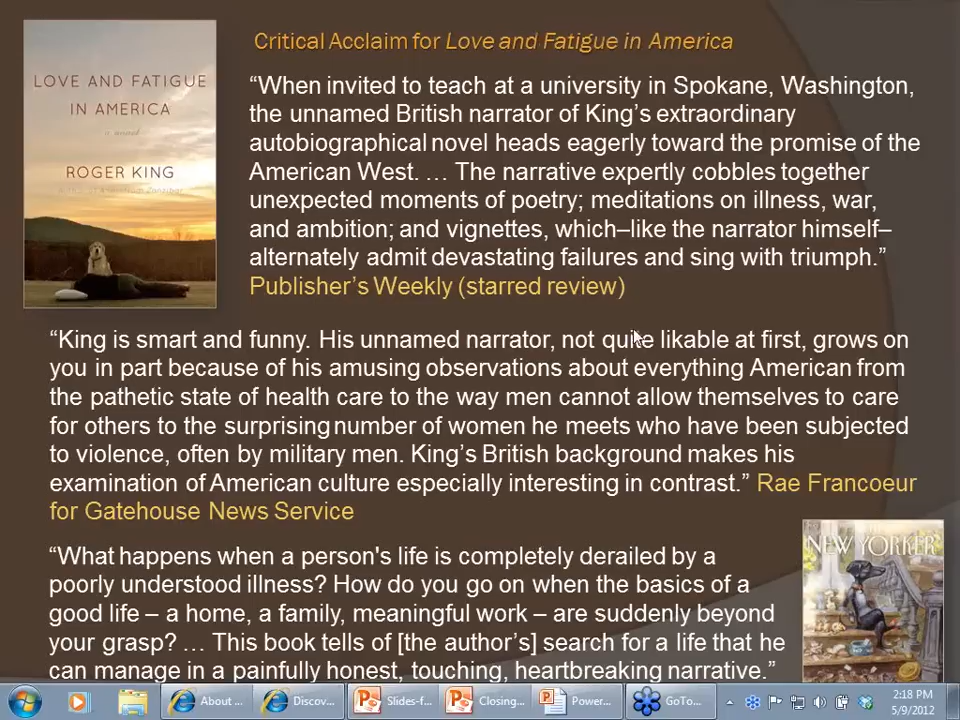 Critical Acclaim for Love and Fatigue in America
LOVE AND FATIGUE
IN AMERICA
a novel
ROGER KING
“When invited to teach at a university in Spokane, Washington,
the unnamed British narrator of King’s extraordinary
autobiographical novel heads eagerly toward the promise of the
American West. … The narrative expertly cobbles together
unexpected moments of poetry; meditations on illness, war,
and ambition; and vignettes, which–like the narrator himself–
alternately admit devastating failures and sing with triumph.”
Publisher’s Weekly (starred review)
“King is smart and funny. His unnamed narrator, not quite likable at first, grows on
you in part because of his amusing observations about everything American from
the pathetic state of health care to the way men cannot allow themselves to care
for others to the surprising number of women he meets who have been subjected
to violence, often by military men. King’s British background makes his
examination of American culture especially interesting in contrast.” Rae Francoeur
for Gatehouse News Service
“What happens when a person's life is completely derailed by a
poorly understood illness? How do you go on when the basics of a
good life – a home, a family, meaningful work – are suddenly beyond
your grasp? … This book tells of [the author’s] search for a life that he
can manage in a painfully honest, touching, heartbreaking narrative.”
NEW YORKER
About ...
Discov...
Slides-f...
Closing...
Power...
GoTo...
2:18 PM
5/9/2012